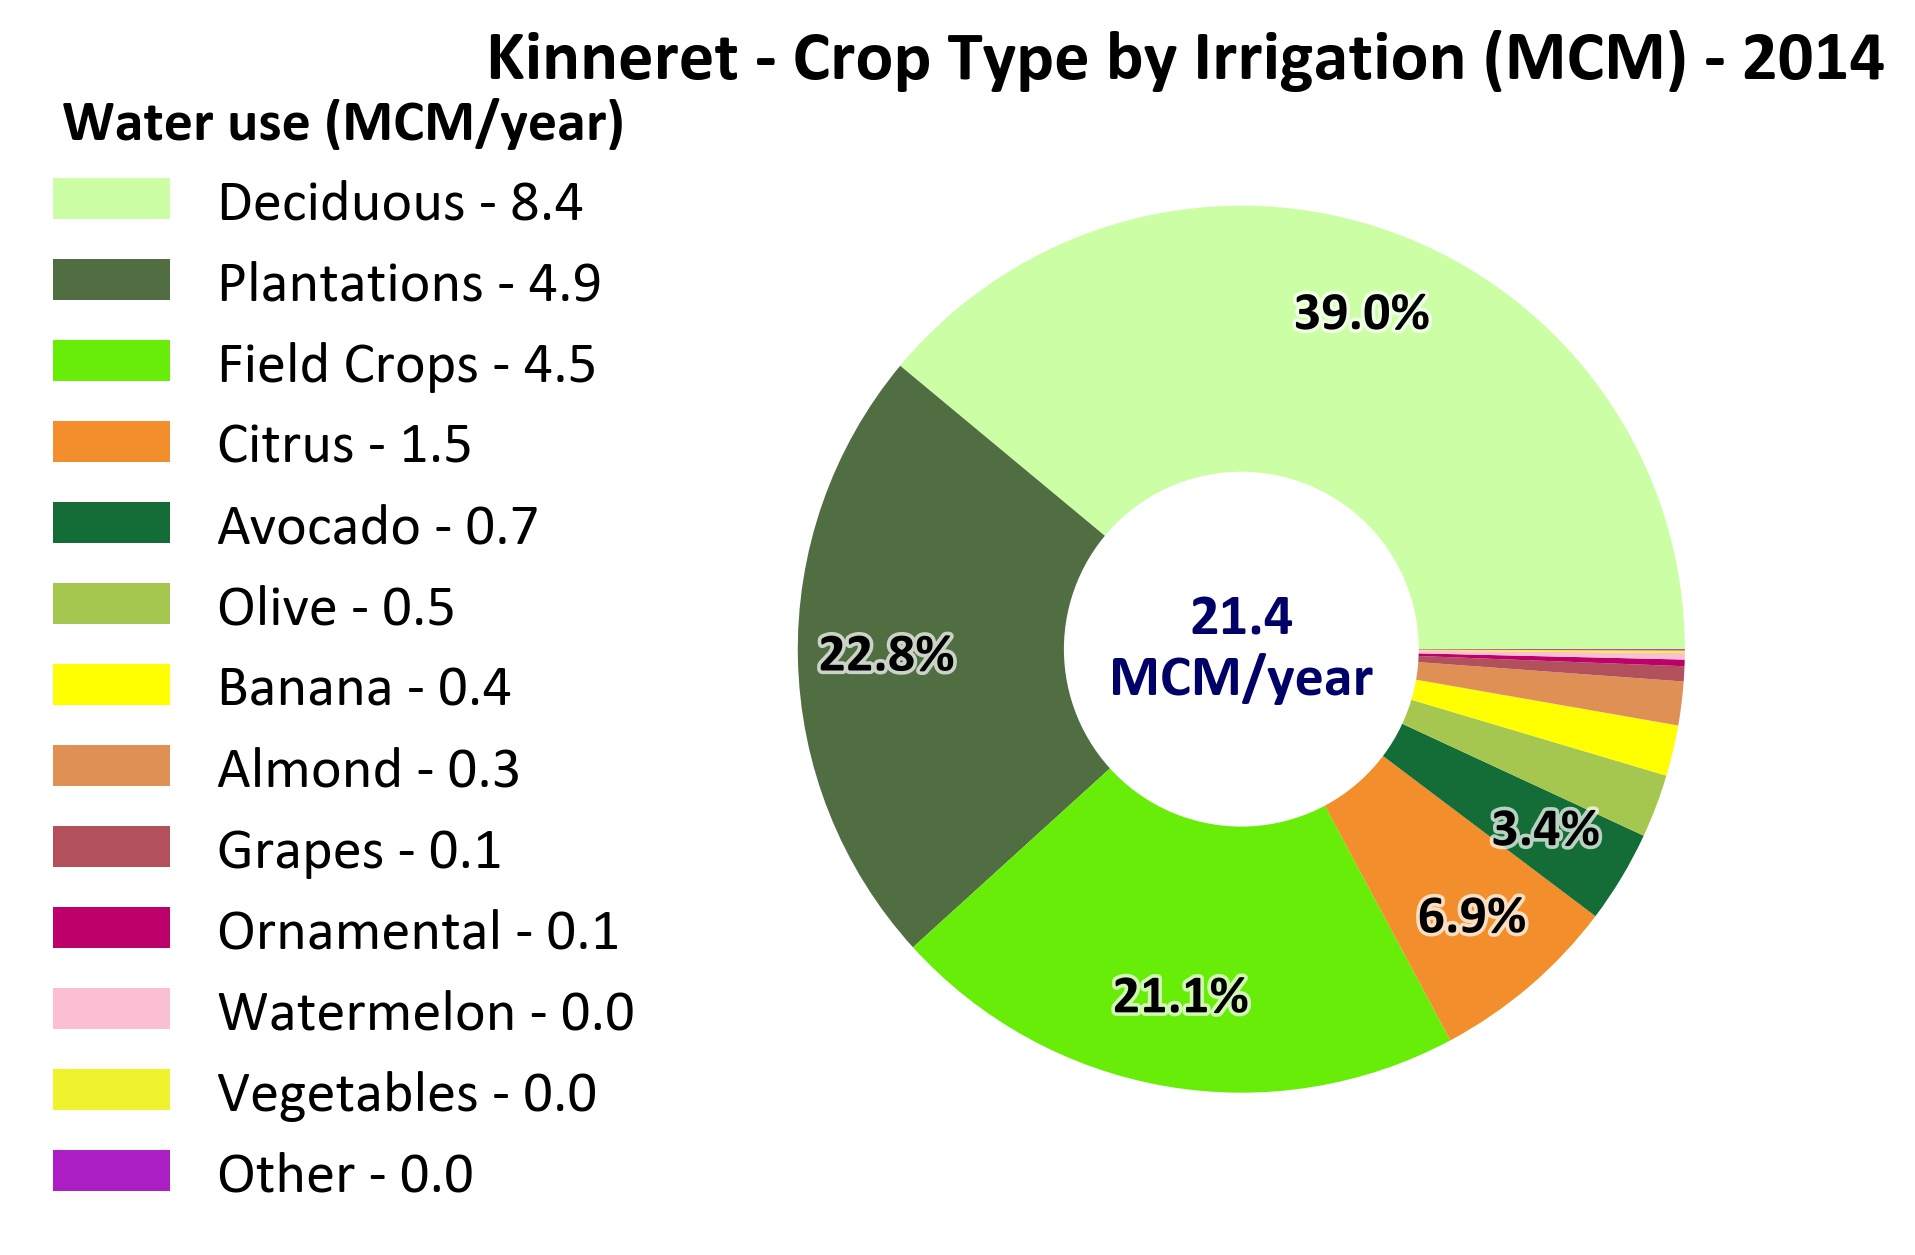 Kinneret - Crop Type by Irrigation (MCM) - 2014
Water use (MCM/year)
Deciduous - 8.4
Plantations - 4.9
Field Crops - 4.5
Citrus - 1.5
Avocado - 0.7
Olive - 0.5
Banana - 0.4
Almond - 0.3
Grapes - 0.1
Ornamental - 0.1
Watermelon - 0.0
Vegetables - 0.0
Other - 0.0
39.0%
22.8%
21.4
MCM/year
3.4%
6.9%
21.1%